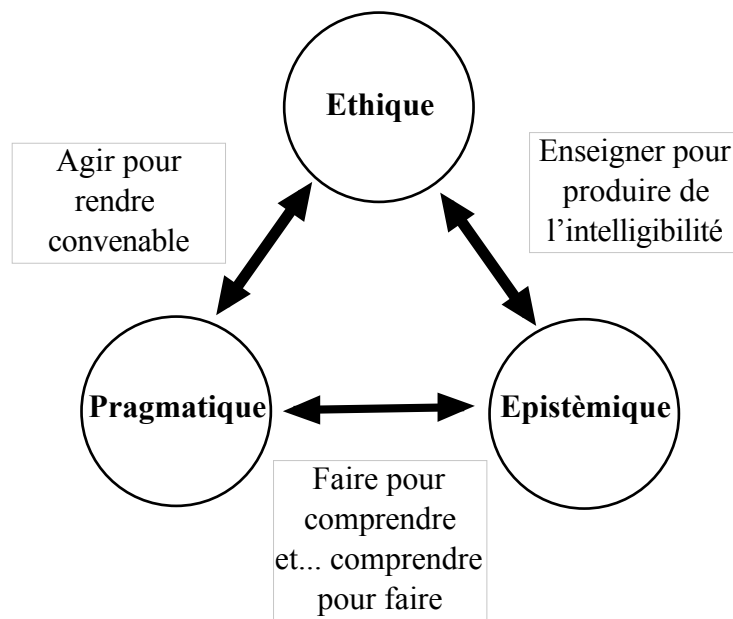 Ethique
Agir pour
rendre
convenable
Enseigner pour
produire de
l’intelligibilité
Pragmatique
Epistèmique
Faire pour
comprendre
et... comprendre
pour faire